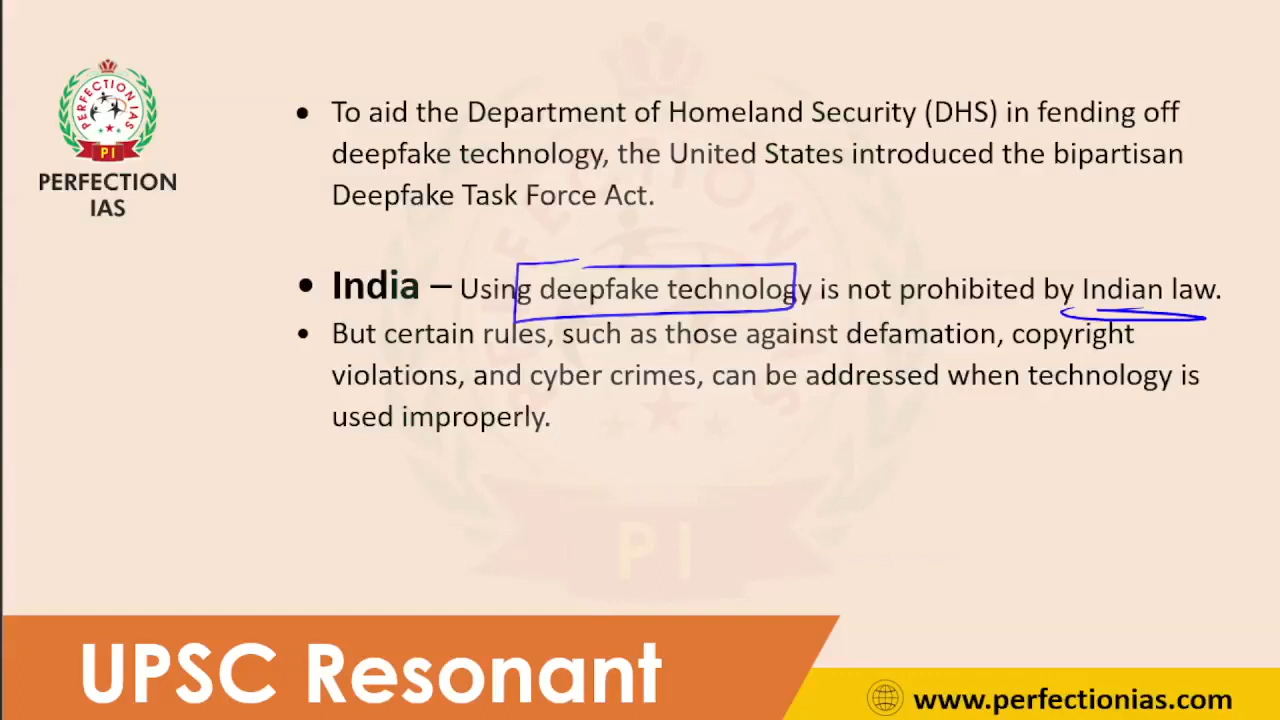 PERFECTION IAS
PI
PERFECTION
IAS
• To aid the Department of Homeland Security (DHS) in fending off
deepfake technology, the United States introduced the bipartisan
Deepfake Task Force Act.
• India – Using deepfake technology is not prohibited by Indian law.
• But certain rules, such as those against defamation, copyright
violations, and cyber crimes, can be addressed when technology is
used improperly.
PERFECTION IAS
PI
UPSC Resonant
www.perfectionias.com